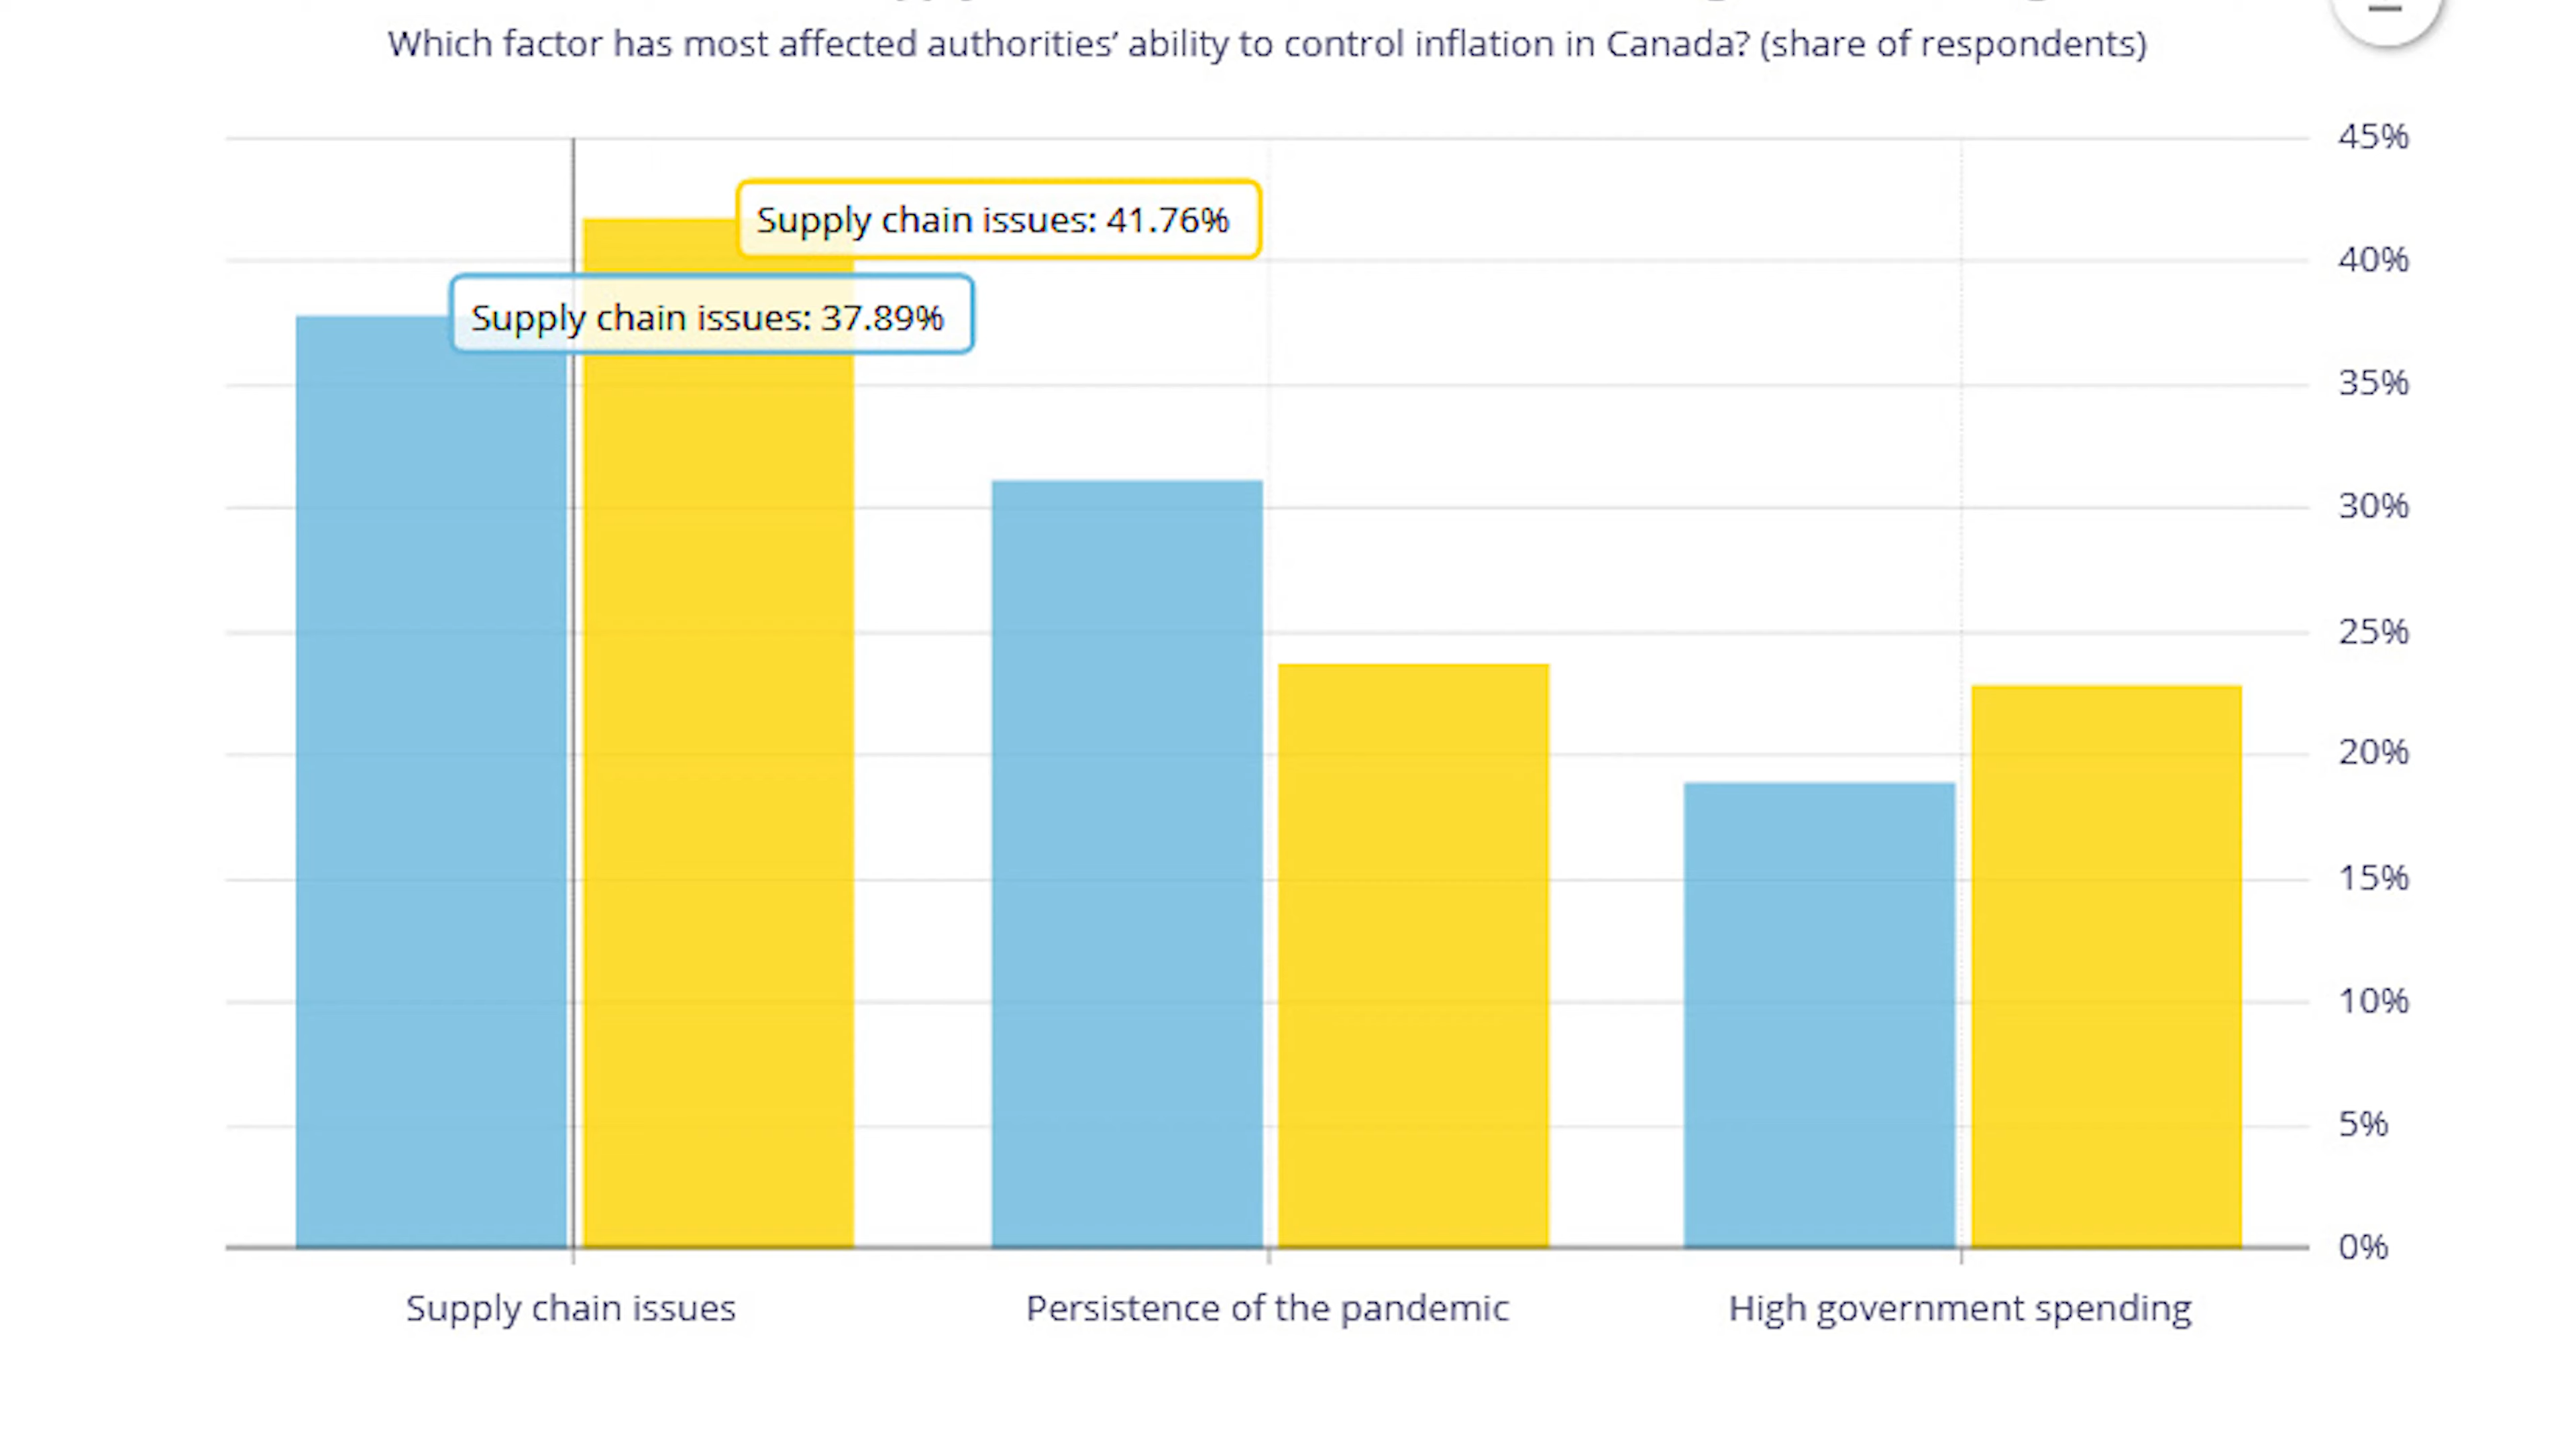 Which factor has most affected authorities’ ability to control inflation in Canada? (share of respondents)
45%
Supply chain issues: 41.76%
40%
Supply chain issues: 37.89%
35%
30%
25%
20%
15%
10%
5%
0%
Supply chain issues
Persistence of the pandemic
High government spending